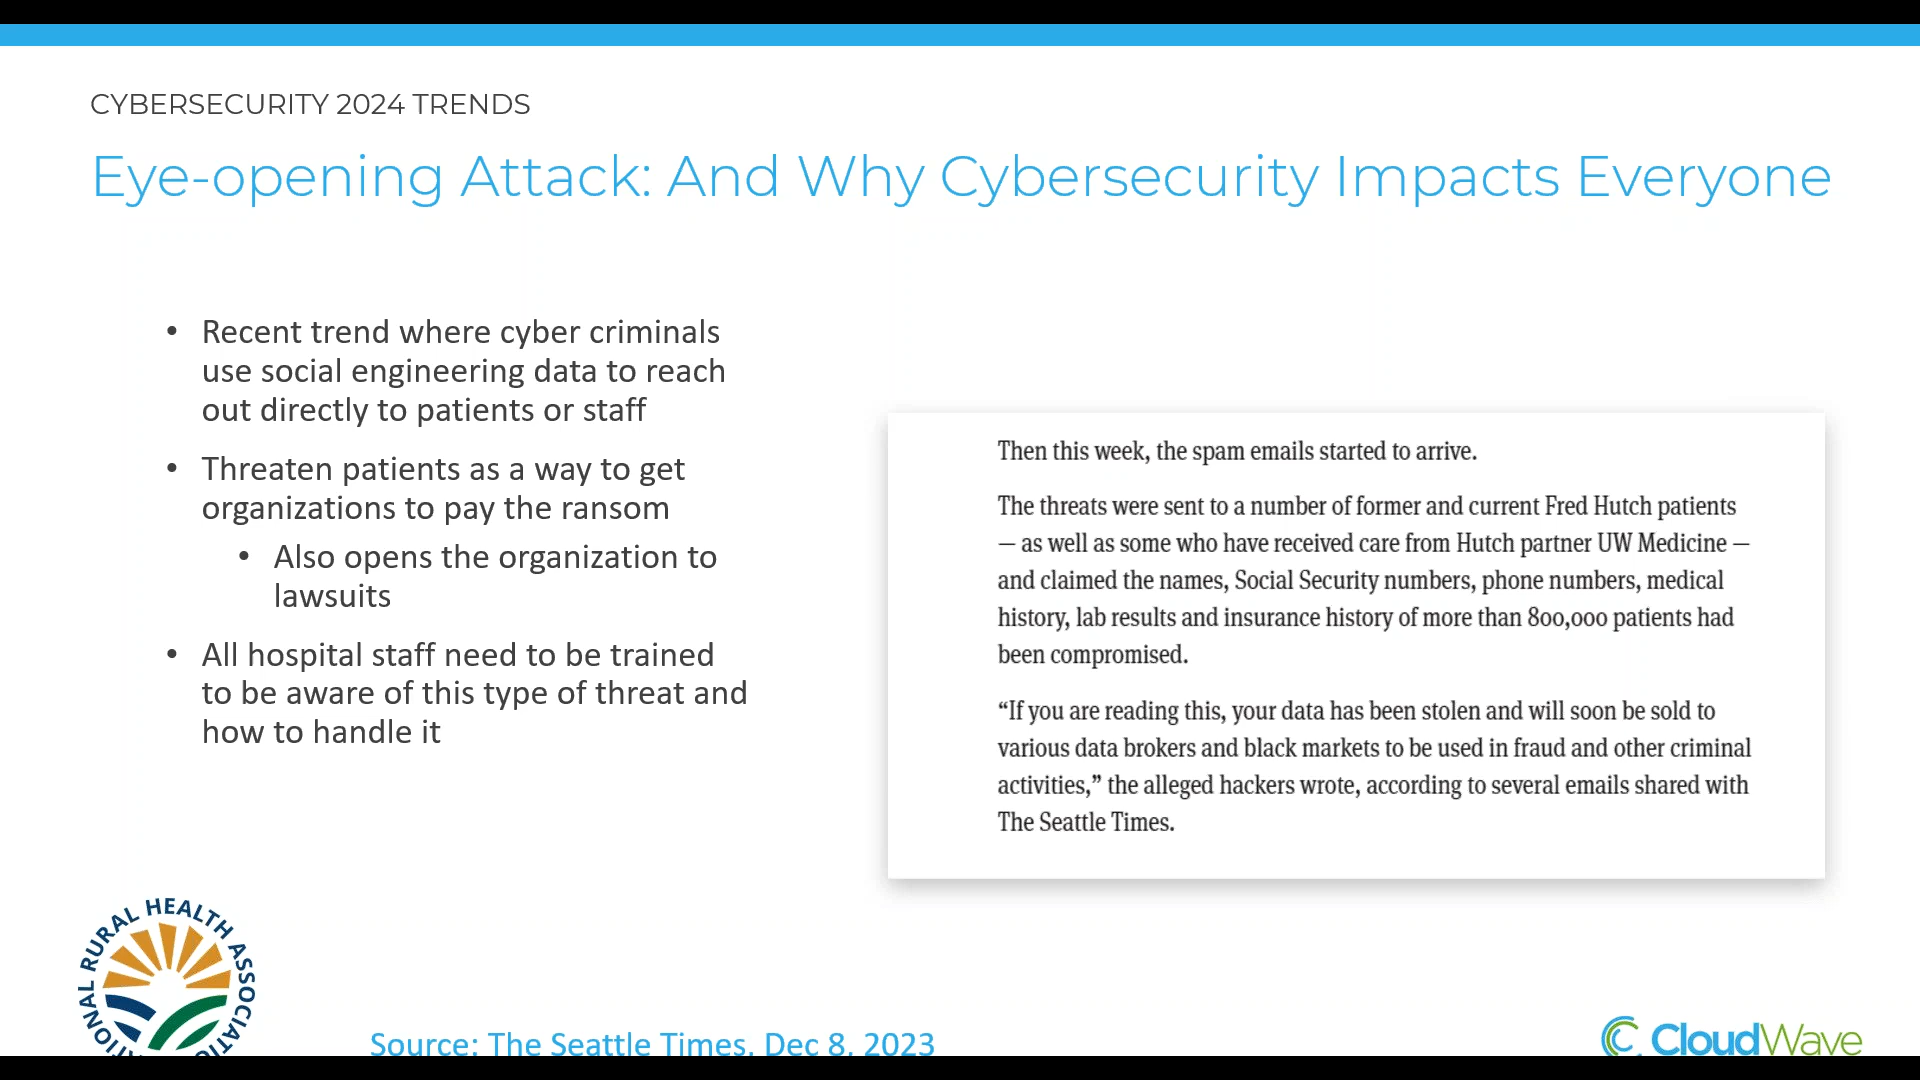 CYBERSECURITY 2024 TRENDS
Eye-opening Attack: And Why Cybersecurity Impacts Everyone
• Recent trend where cyber criminals
use social engineering data to reach
out directly to patients or staff
• Threaten patients as a way to get
organizations to pay the ransom
• Also opens the organization to
lawsuits
• All hospital staff need to be trained
to be aware of this type of threat and
how to handle it
Then this week, the spam emails started to arrive.
The threats were sent to a number of former and current Fred Hutch patients
— as well as some who have received care from Hutch partner UW Medicine —
and claimed the names, Social Security numbers, phone numbers, medical
history, lab results and insurance history of more than 800,000 patients had
been compromised.
“If you are reading this, your data has been stolen and will soon be sold to
various data brokers and black markets to be used in fraud and other criminal
activities,” the alleged hackers wrote, according to several emails shared with
The Seattle Times.
RURAL HEALTH
Source: The Seattle Times, Dec 8, 2023
CloudWave